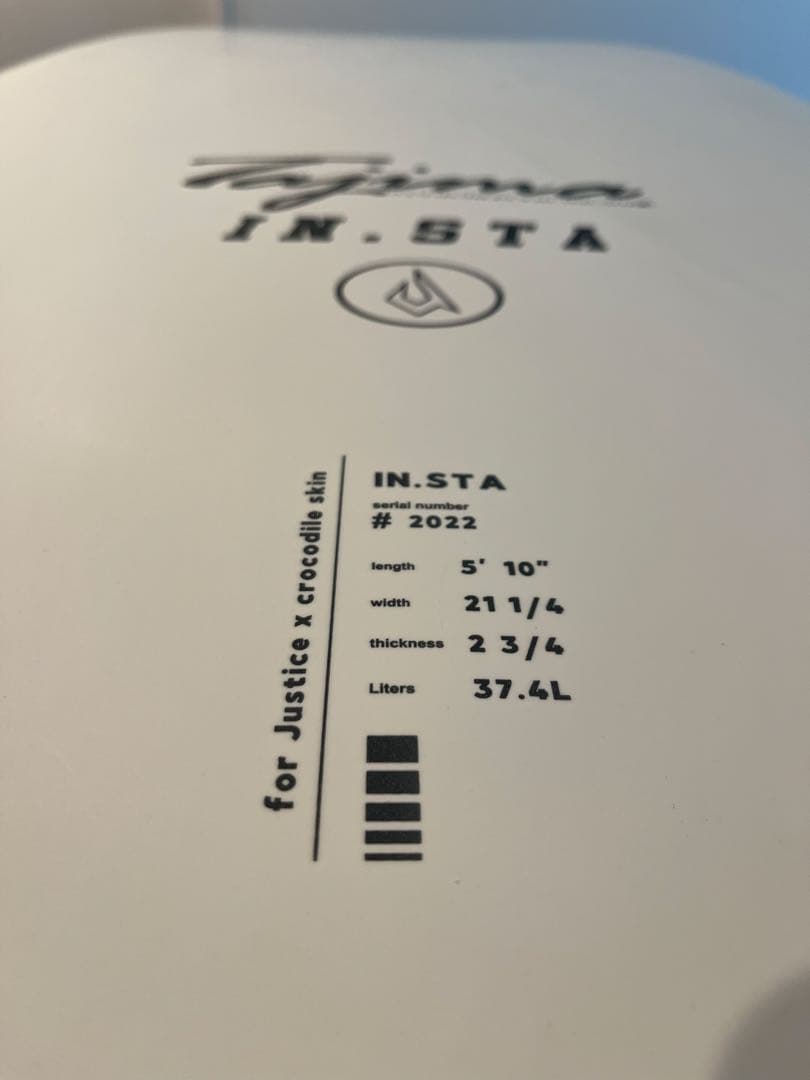 Tajima
IN.STA
for Justice x crocodile skin
IN.STA
serial number
# 2022
length 5' 10"
width 21 1/4
thickness 2 3/4
Liters 37.4L